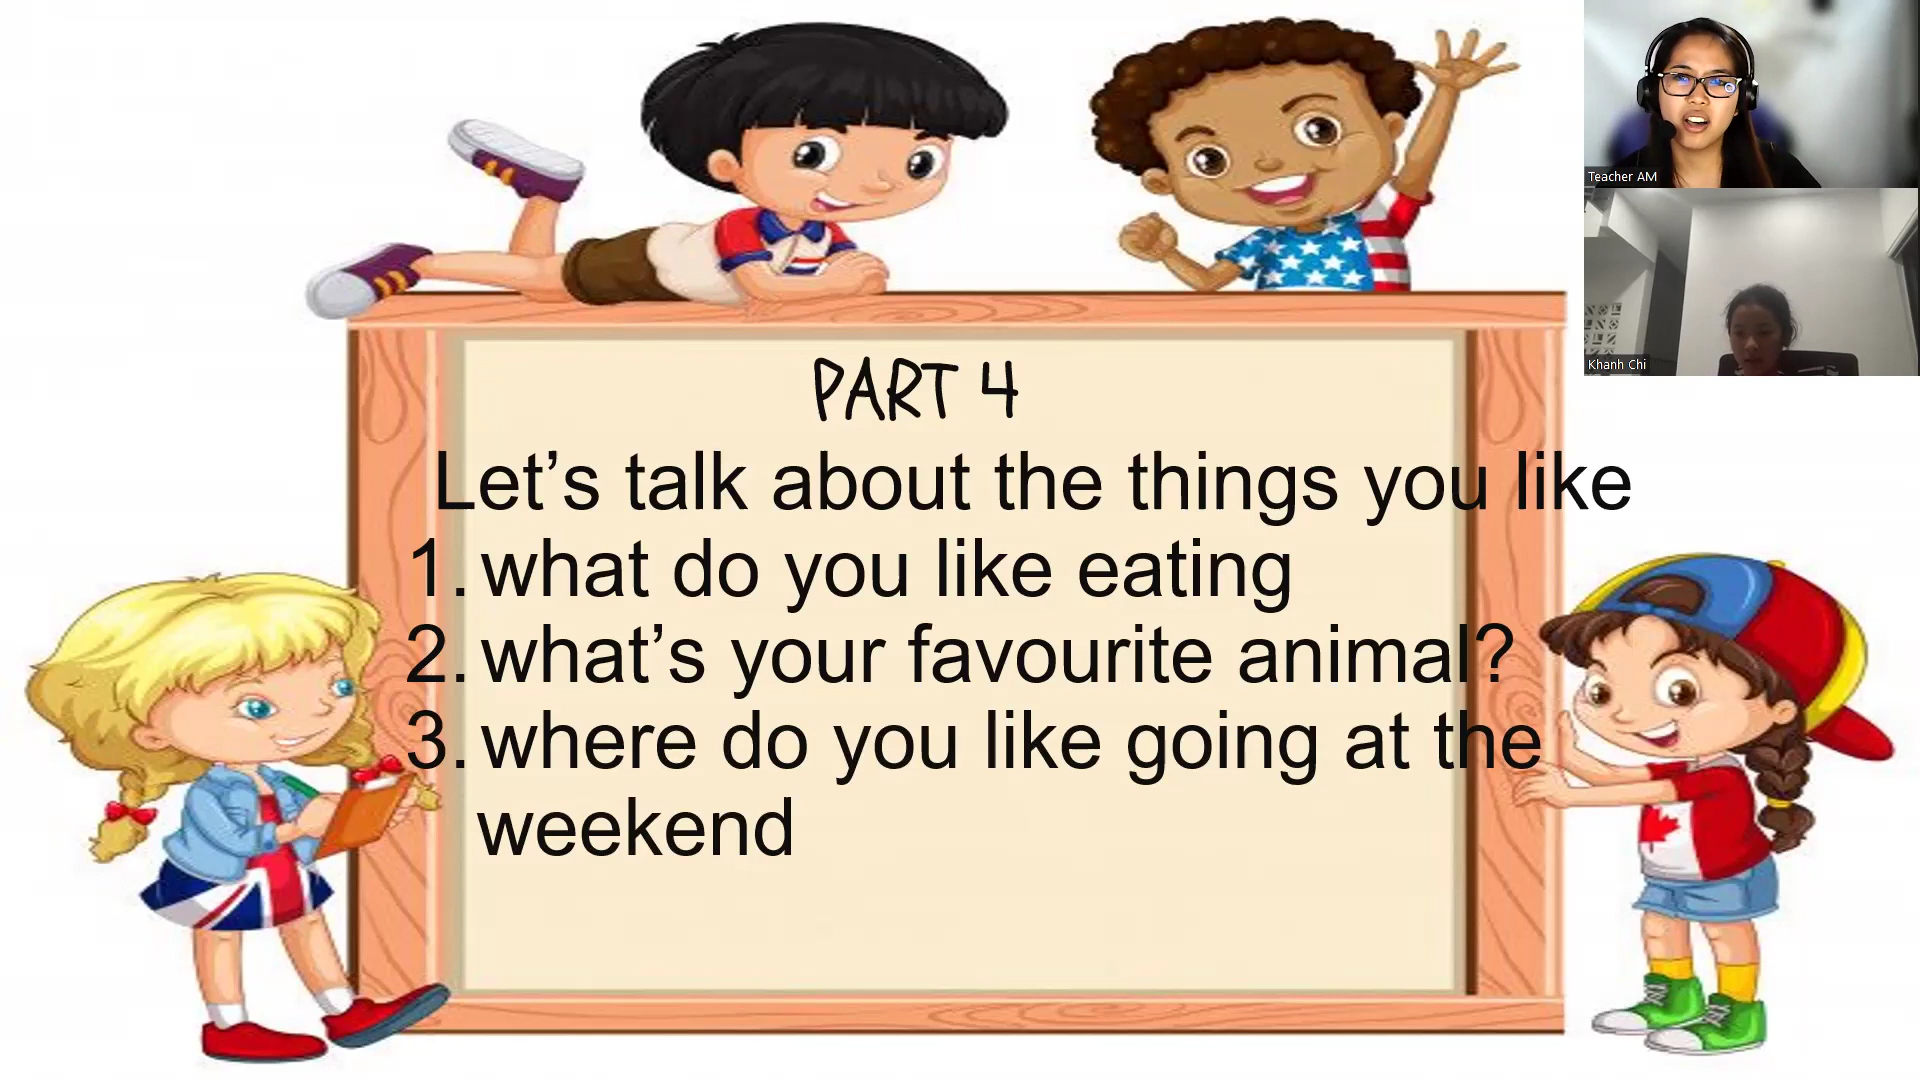 PART 4
Let’s talk about the things you like
1. what do you like eating
2. what’s your favourite animal?
3. where do you like going at the
weekend
Teacher AM
Khanh Chi